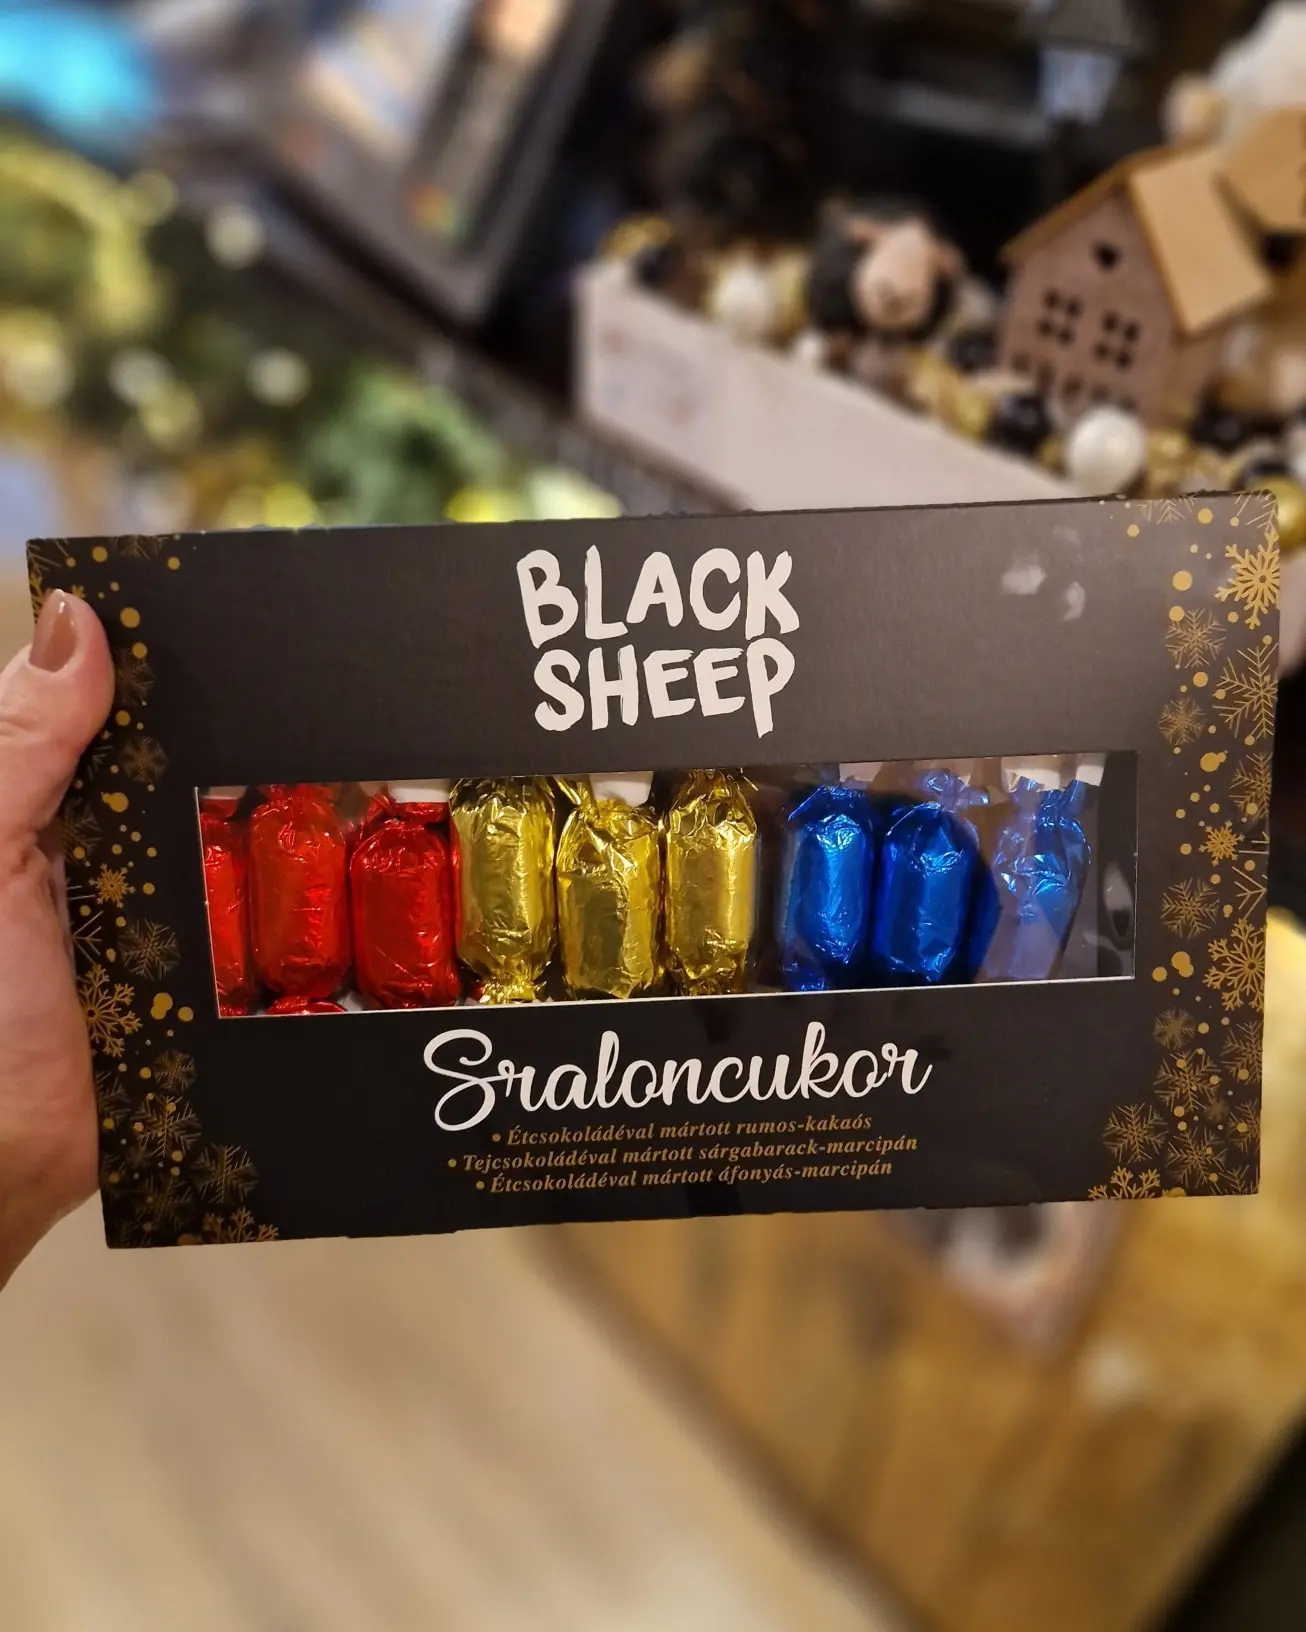 BLACK
SHEEP
Sraloncukor
• Étcsokoládéval mártott rumos-kakaós
• Tejcsokoládéval mártott sárgabarack-marcipán
• Étcsokoládéval mártott áfonyás-marcipán